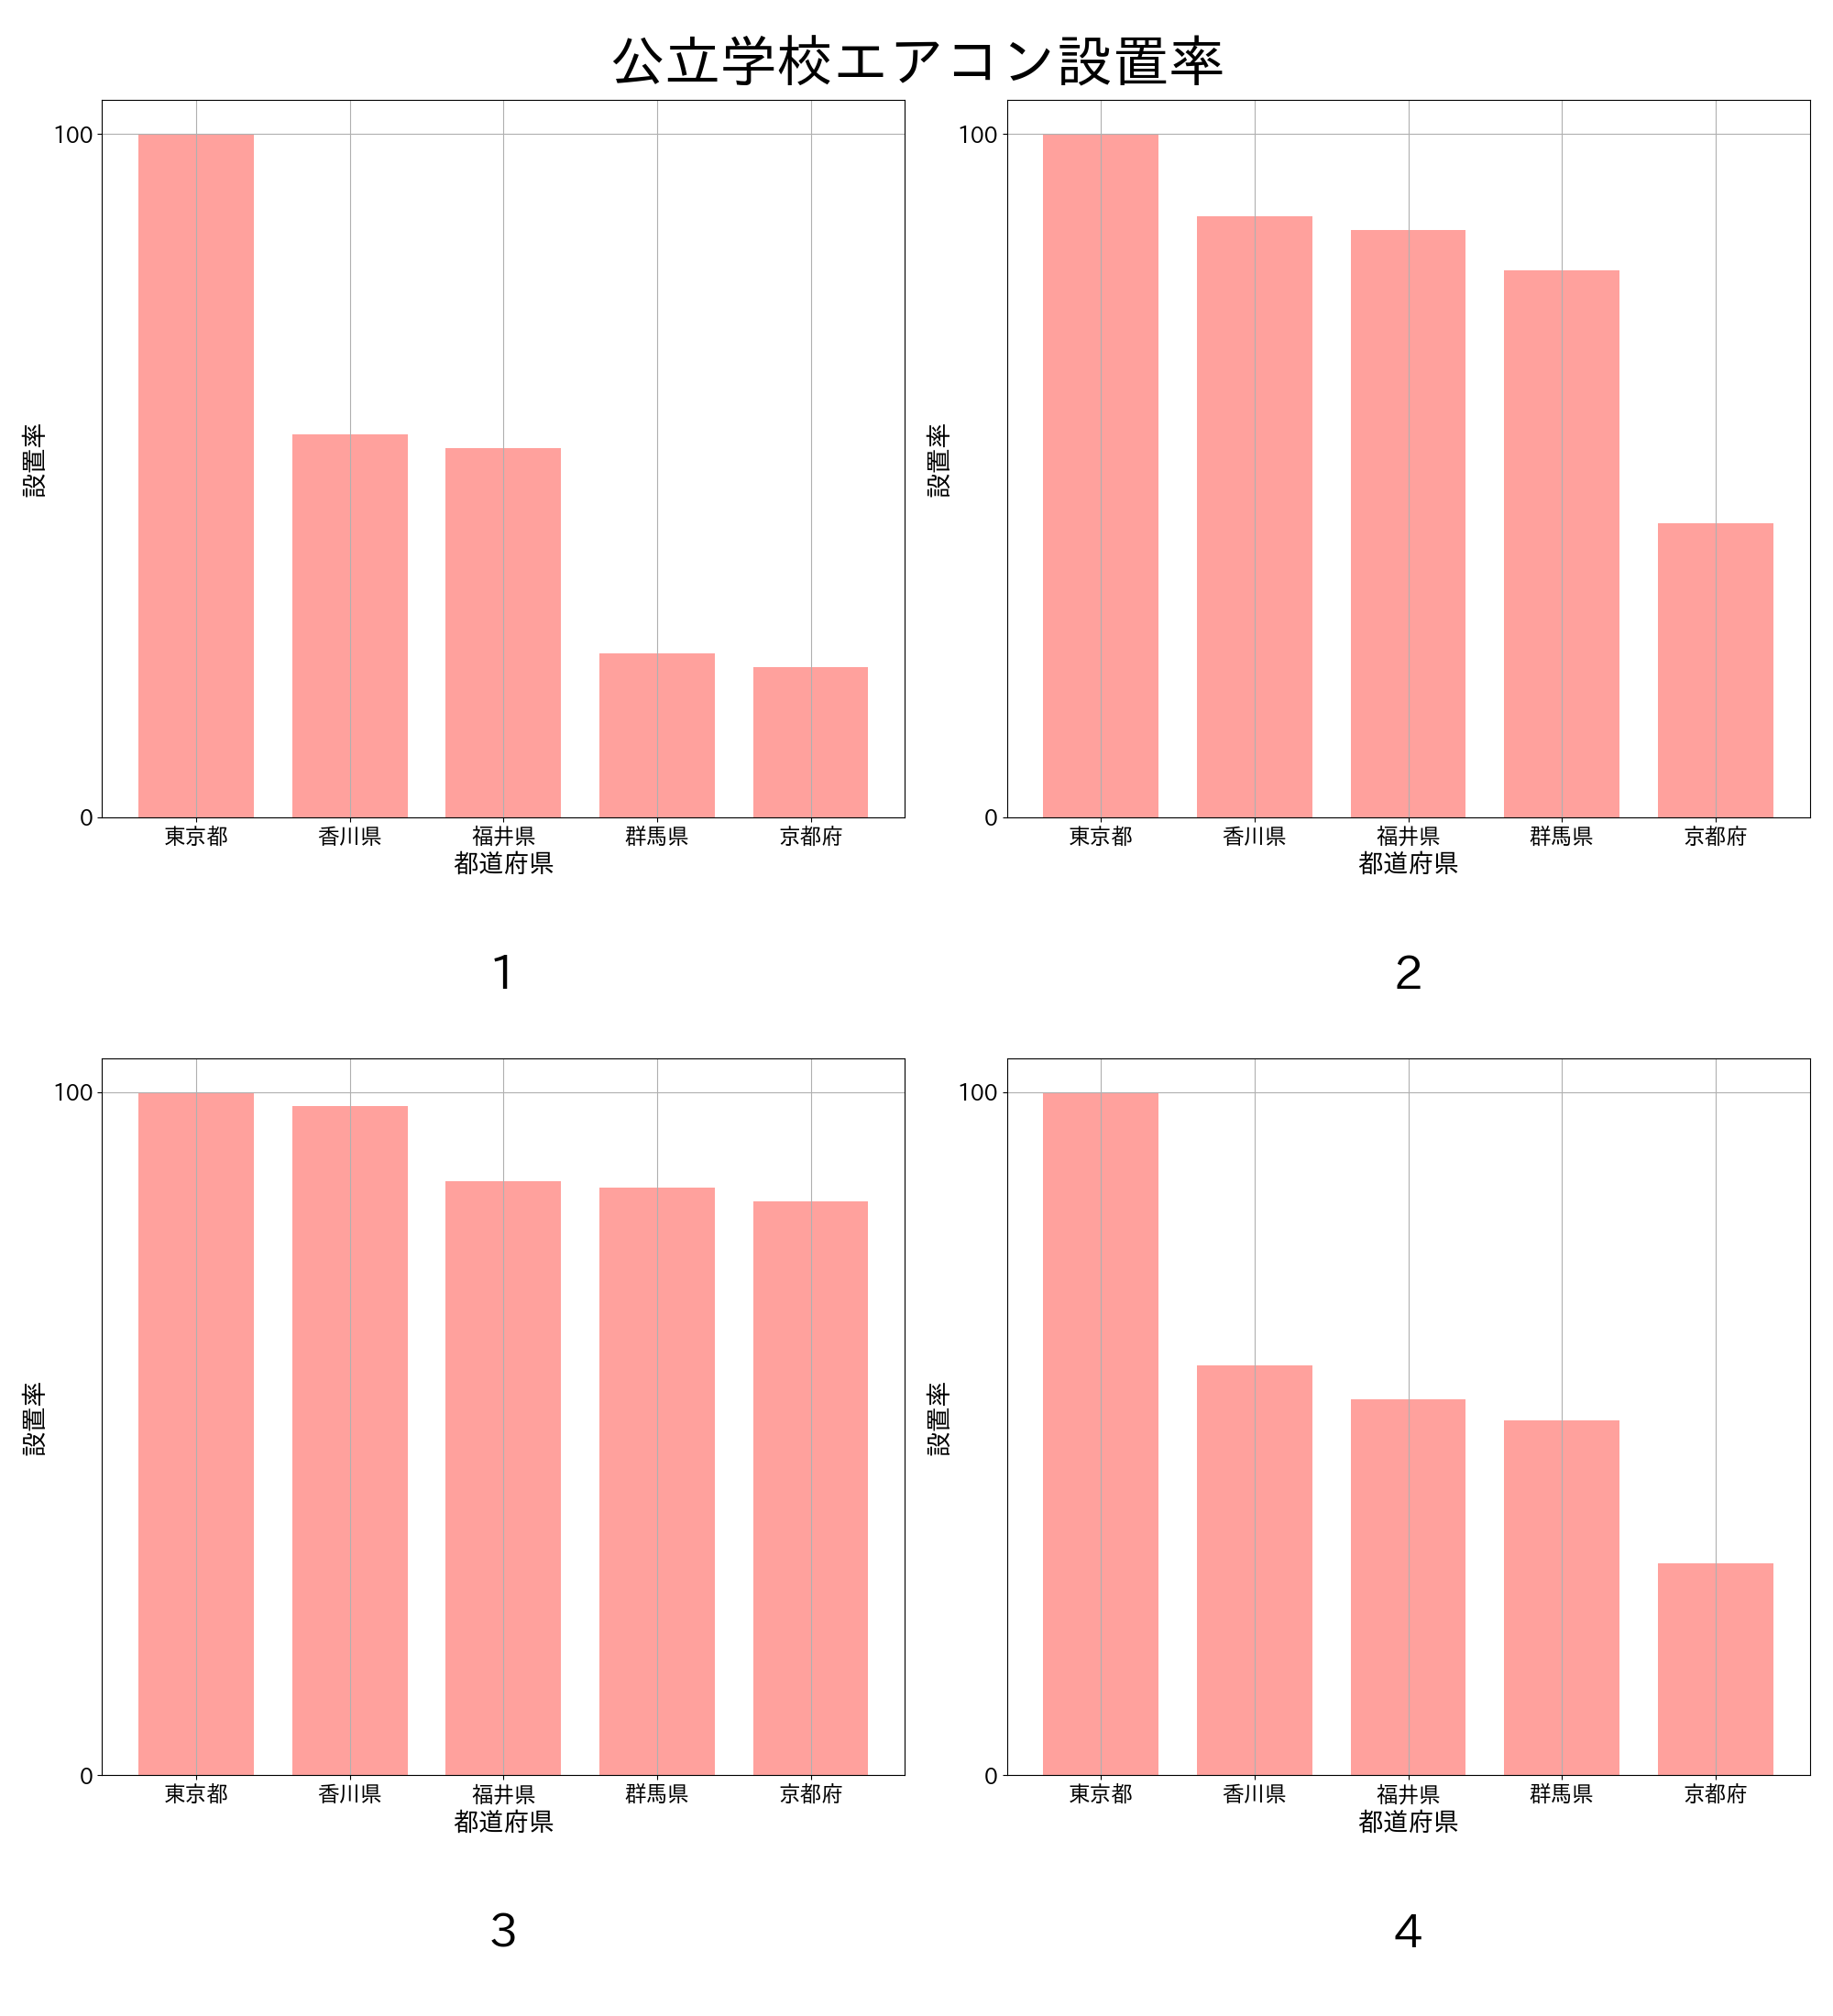 公立学校エアコン設置率
100
0
設置率
東京都 香川県 福井県 群馬県 京都府
都道府県
1
100
0
設置率
東京都 香川県 福井県 群馬県 京都府
都道府県
2
100
0
設置率
東京都 香川県 福井県 群馬県 京都府
都道府県
3
100
0
設置率
東京都 香川県 福井県 群馬県 京都府
都道府県
4